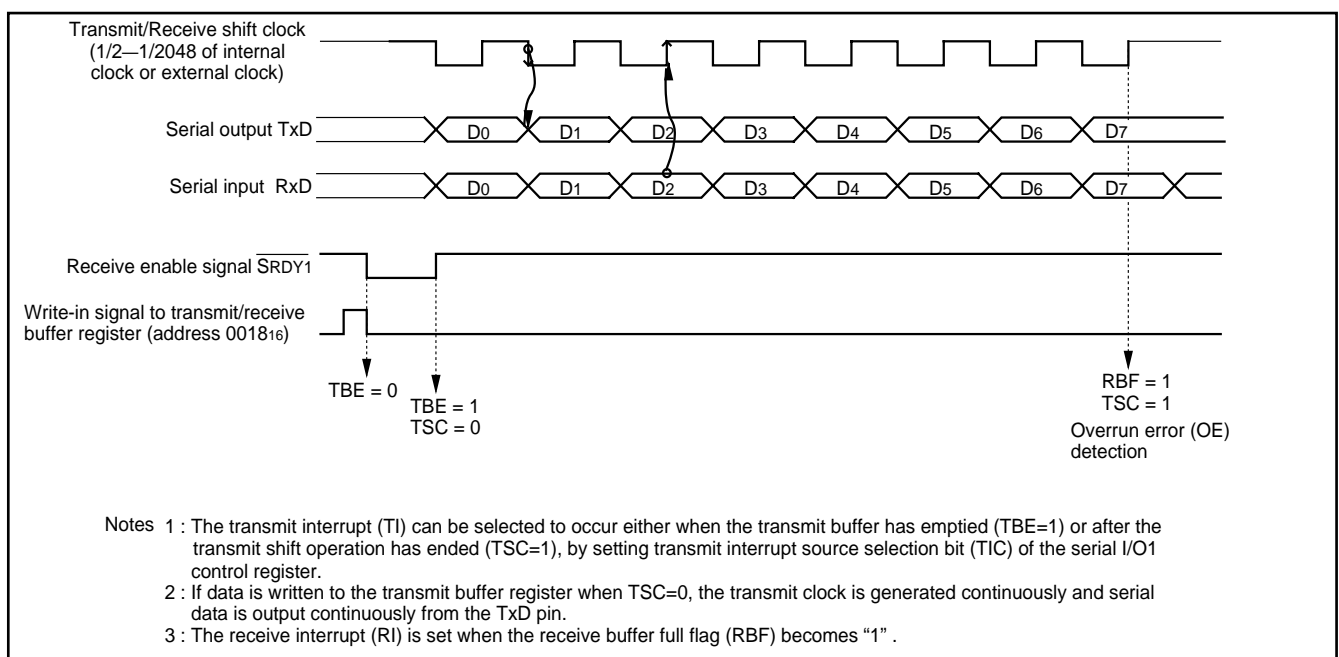 Transmit/Receive shift clock
(1/2—1/2048 of internal
clock or external clock)
Serial output TxD
D0 D1 D2 D3 D4 D5 D6 D7
Serial input RxD
D0 D1 D2 D3 D4 D5 D6 D7
Receive enable signal SRDY1
Write-in signal to transmit/receive
buffer register (address 001816)
TBE = 0
TBE = 1
TSC = 0
RBF = 1
TSC = 1
Overrun error (OE)
detection
Notes 1 : The transmit interrupt (TI) can be selected to occur either when the transmit buffer has emptied (TBE=1) or after the
transmit shift operation has ended (TSC=1), by setting transmit interrupt source selection bit (TIC) of the serial I/O1
control register.
2 : If data is written to the transmit buffer register when TSC=0, the transmit clock is generated continuously and serial
data is output continuously from the TxD pin.
3 : The receive interrupt (RI) is set when the receive buffer full flag (RBF) becomes “1” .